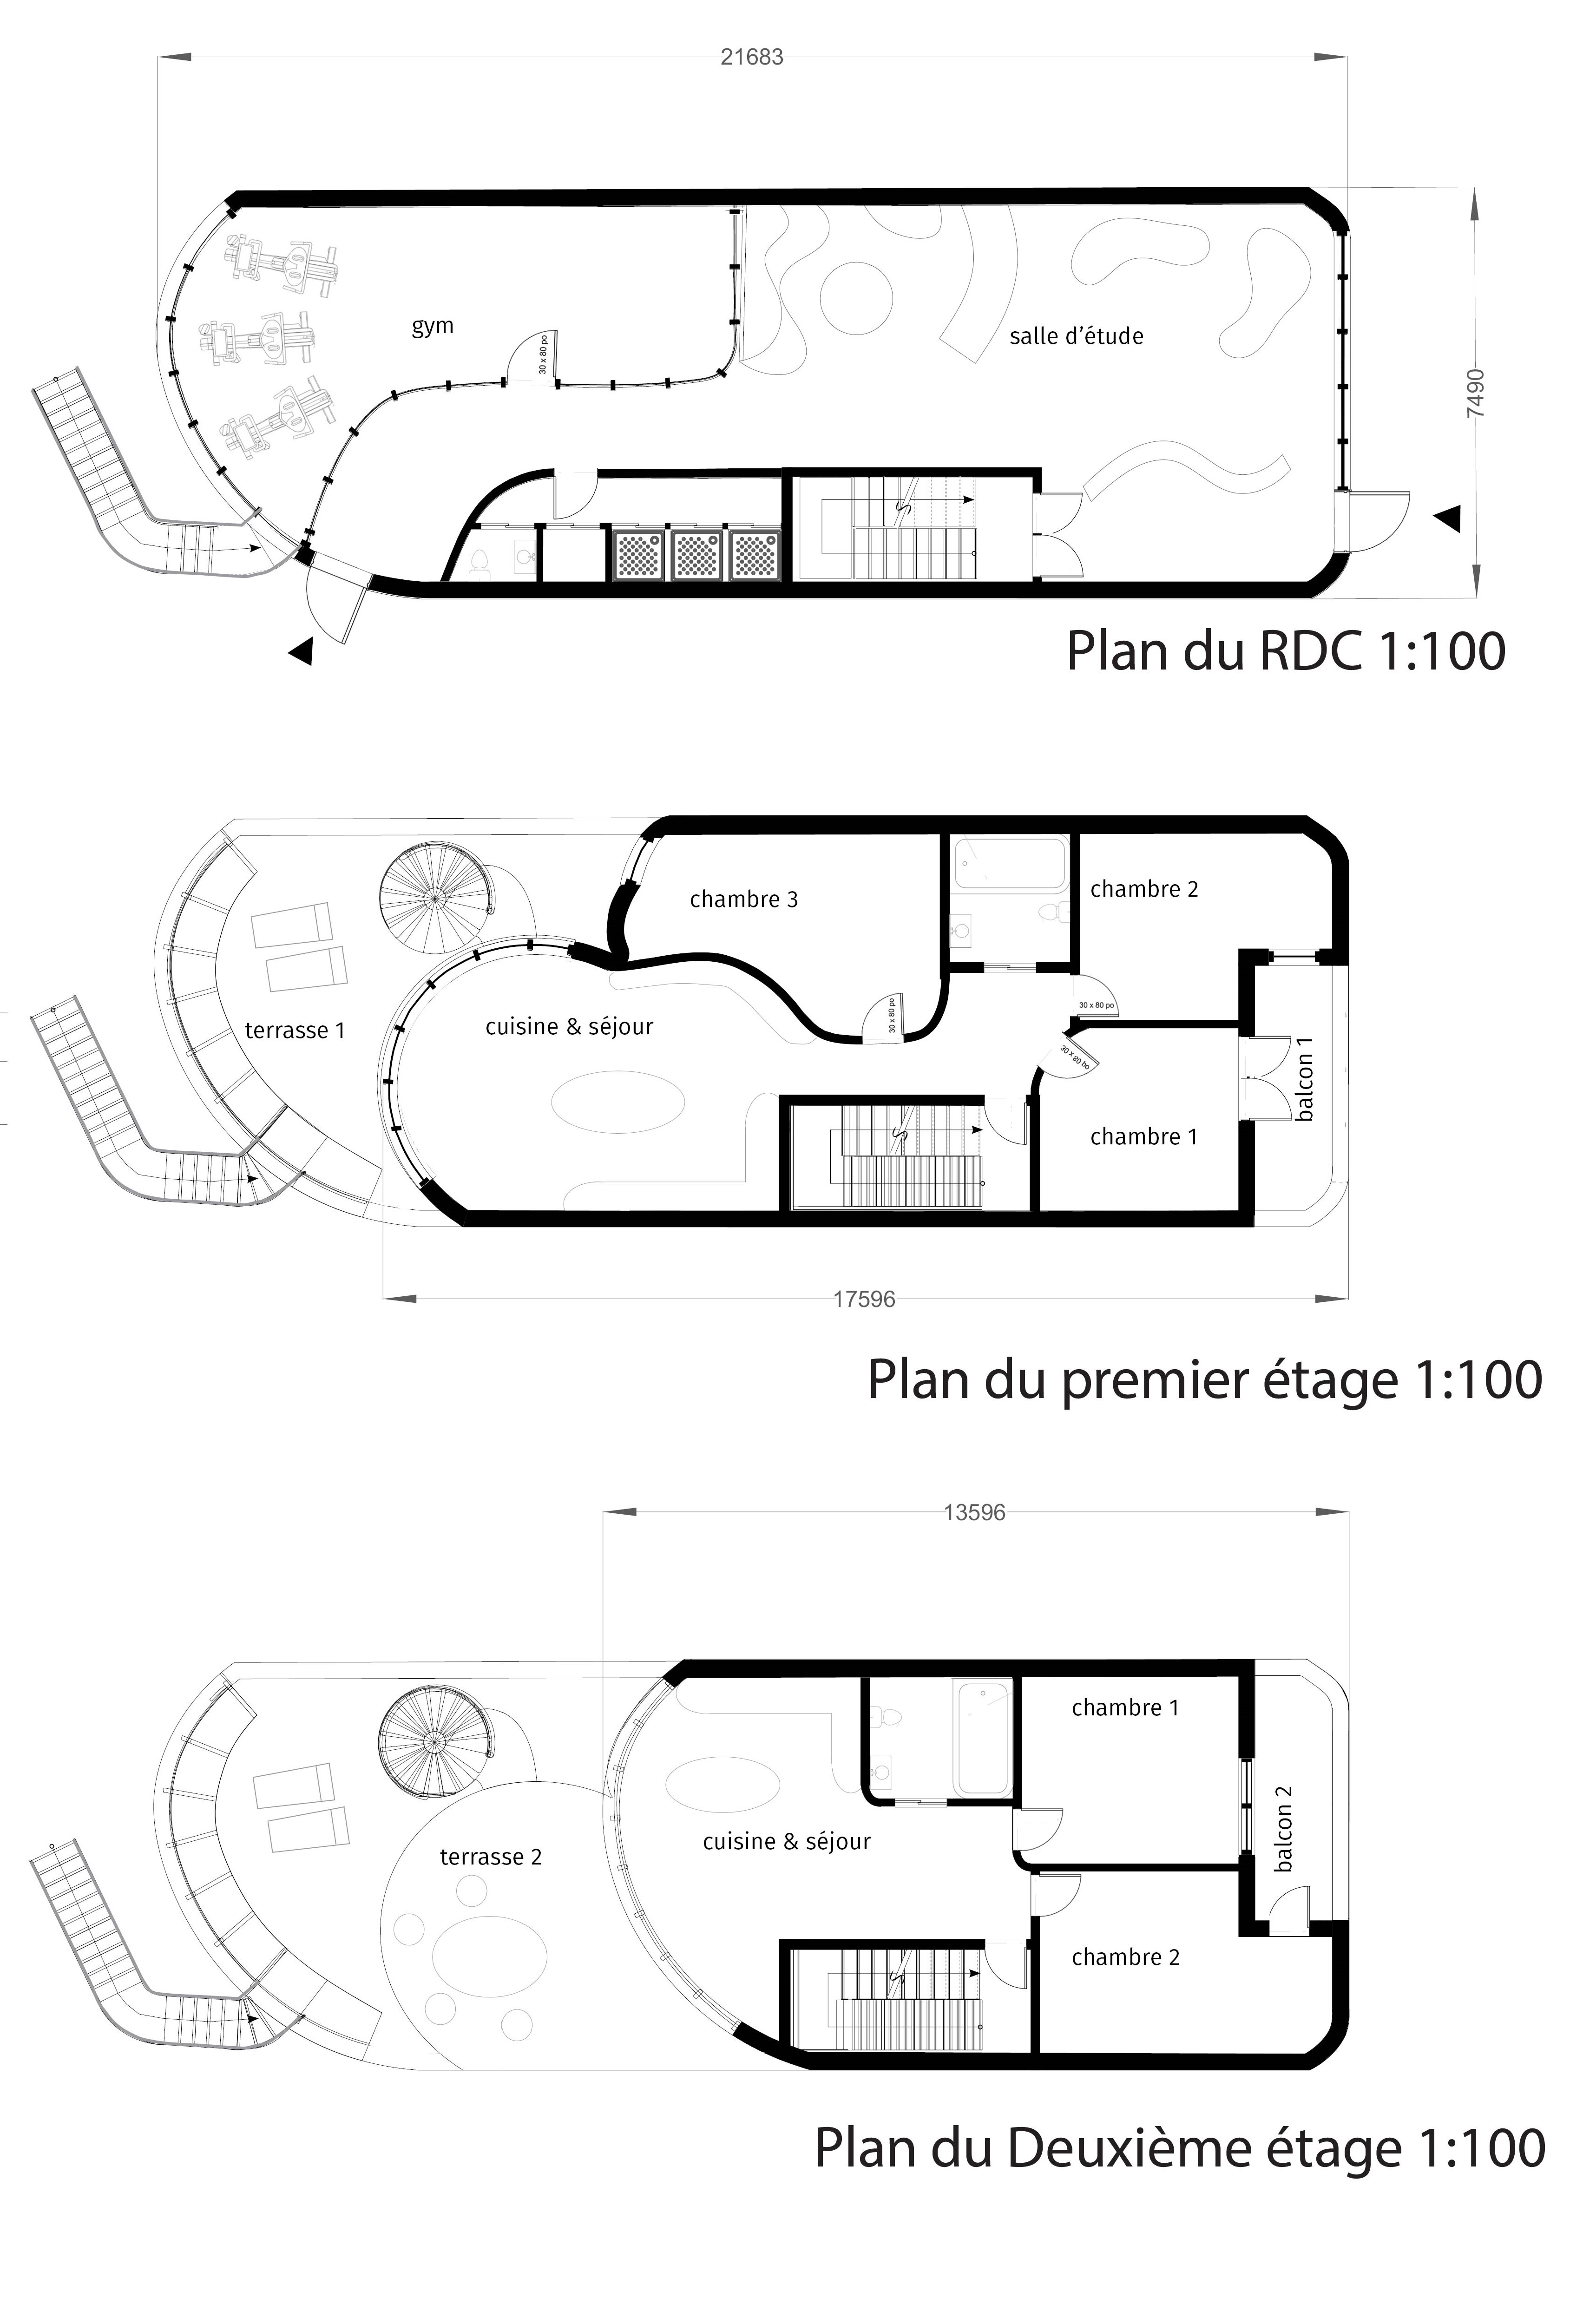 21683
gym
30 x 80 po
salle d’étude
7490
Plan du RDC 1:100
chambre 3
chambre 2
30 x 80 po
30 x 80 po
terrasse 1
cuisine & séjour
30 x 80 po
balcon 1
chambre 1
17596
Plan du premier étage 1:100
13596
chambre 1
balcon 2
cuisine & séjour
terrasse 2
chambre 2
Plan du Deuxième étage 1:100